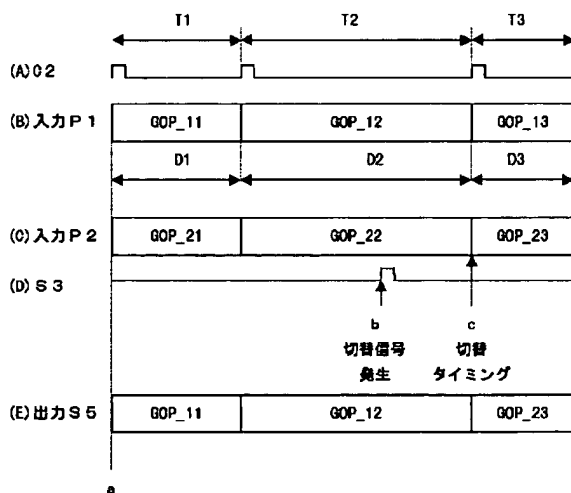 T1 T2 T3
(A)C2
(B)入力P1 GOP_11 GOP_12 GOP_13
D1 D2 D3
(C)入力P2 GOP_21 GOP_22 GOP_23
(D)S3
b c
切替信号 切替
発生 タイミング
(E)出力S5 GOP_11 GOP_12 GOP_23
a